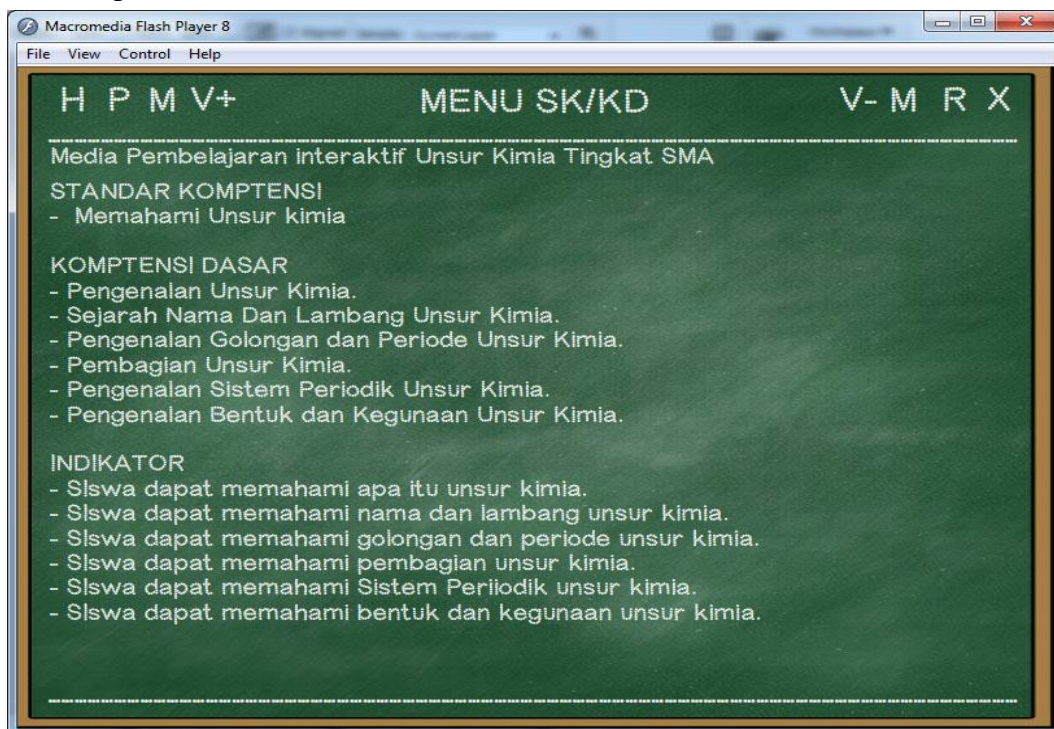 Macromedia Flash Player 8
File View Control Help
H P M V+ MENU SK/KD V- M R X
Media Pembelajaran interaktif Unsur Kimia Tingkat SMA
STANDAR KOMPTENSI
- Memahami Unsur kimia
KOMPTENSI DASAR
- Pengenalan Unsur Kimia.
- Sejarah Nama Dan Lambang Unsur Kimia.
- Pengenalan Golongan dan Periode Unsur Kimia.
- Pembagian Unsur Kimia.
- Pengenalan Sistem Periodik Unsur Kimia.
- Pengenalan Bentuk dan Kegunaan Unsur Kimia.
INDIKATOR
- SIswa dapat memahami apa itu unsur kimia.
- SIswa dapat memahami nama dan lambang unsur kimia.
- SIswa dapat memahami golongan dan periode unsur kimia.
- SIswa dapat memahami pembagian unsur kimia.
- SIswa dapat memahami Sistem Periiodik unsur kimia.
- SIswa dapat memahami bentuk dan kegunaan unsur kimia.